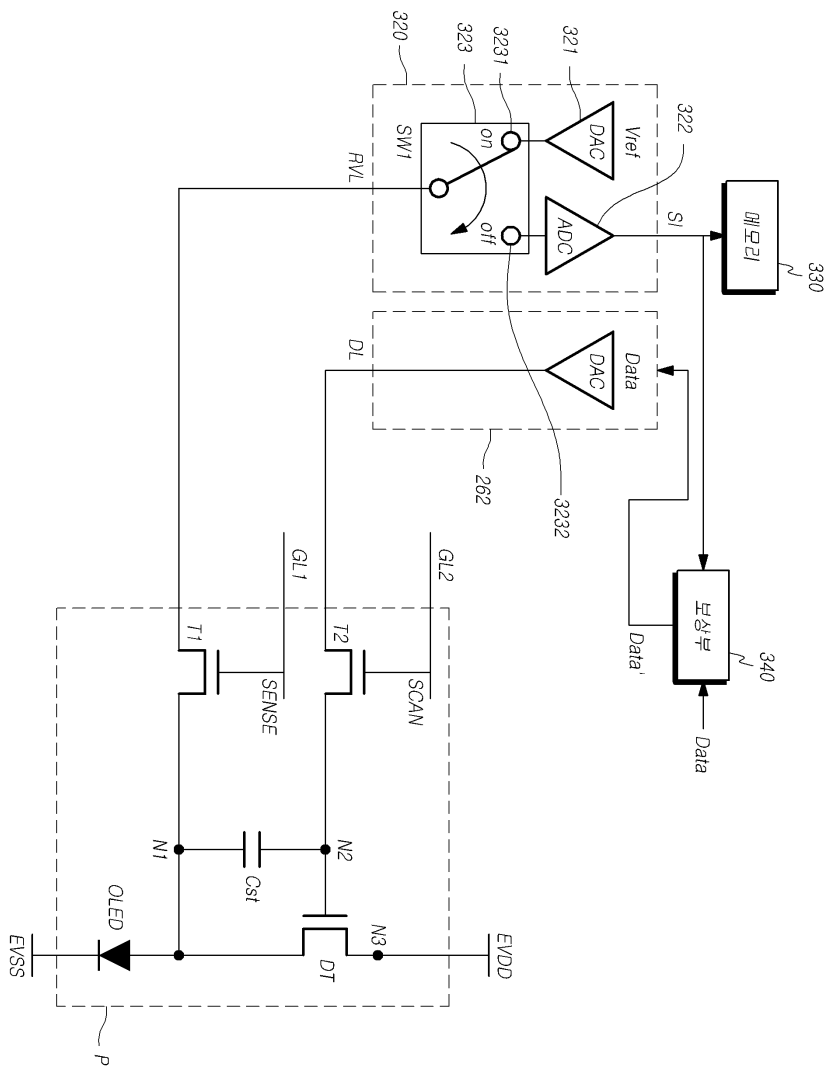 330
340
메모리
보상부
Data
322
SI
Data'
Vref
Data
DAC
DAC
321
ADC
3232
3231
EVDD
on
off
262
323
GL2
SCAN
SW1
320
N3
RVL
DL
T2
N2
DT
GL1
SENSE
Cst
T1
N1
OLED
P
EVSS